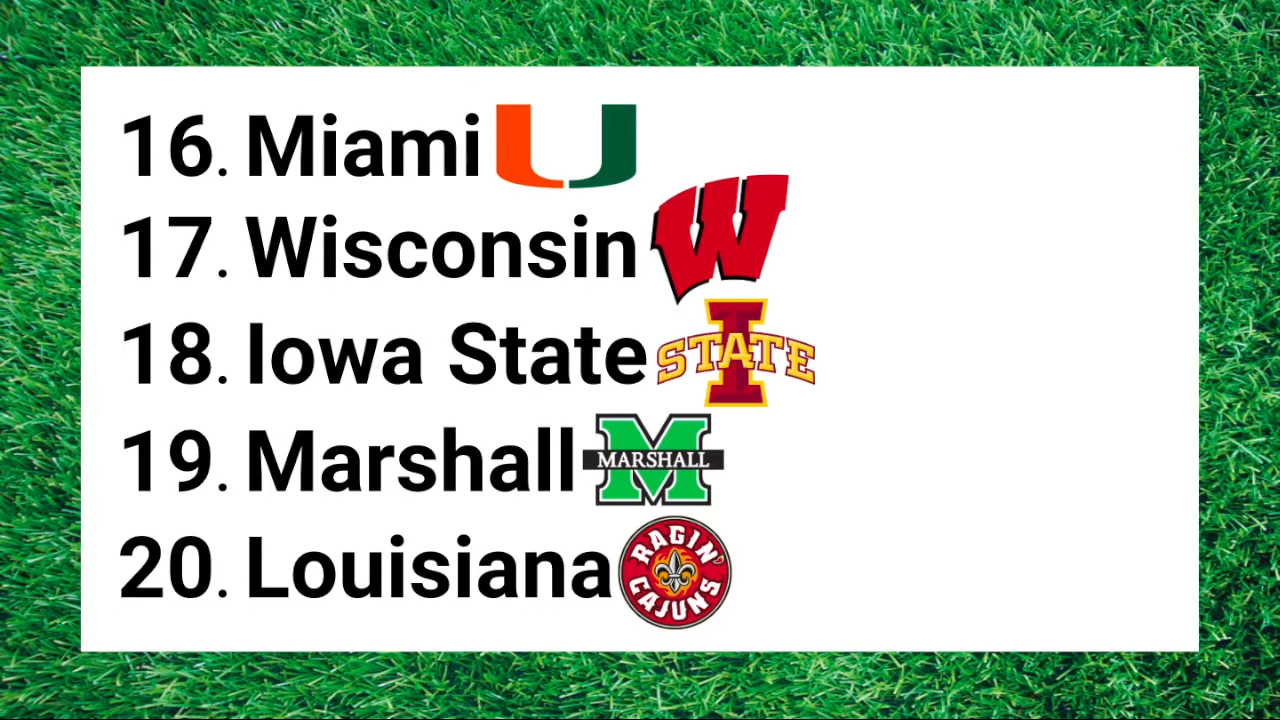 16. Miami
17. Wisconsin
18. Iowa State STATE
19. Marshall MARSHALL
20. Louisiana RAGIN' CAJUNS